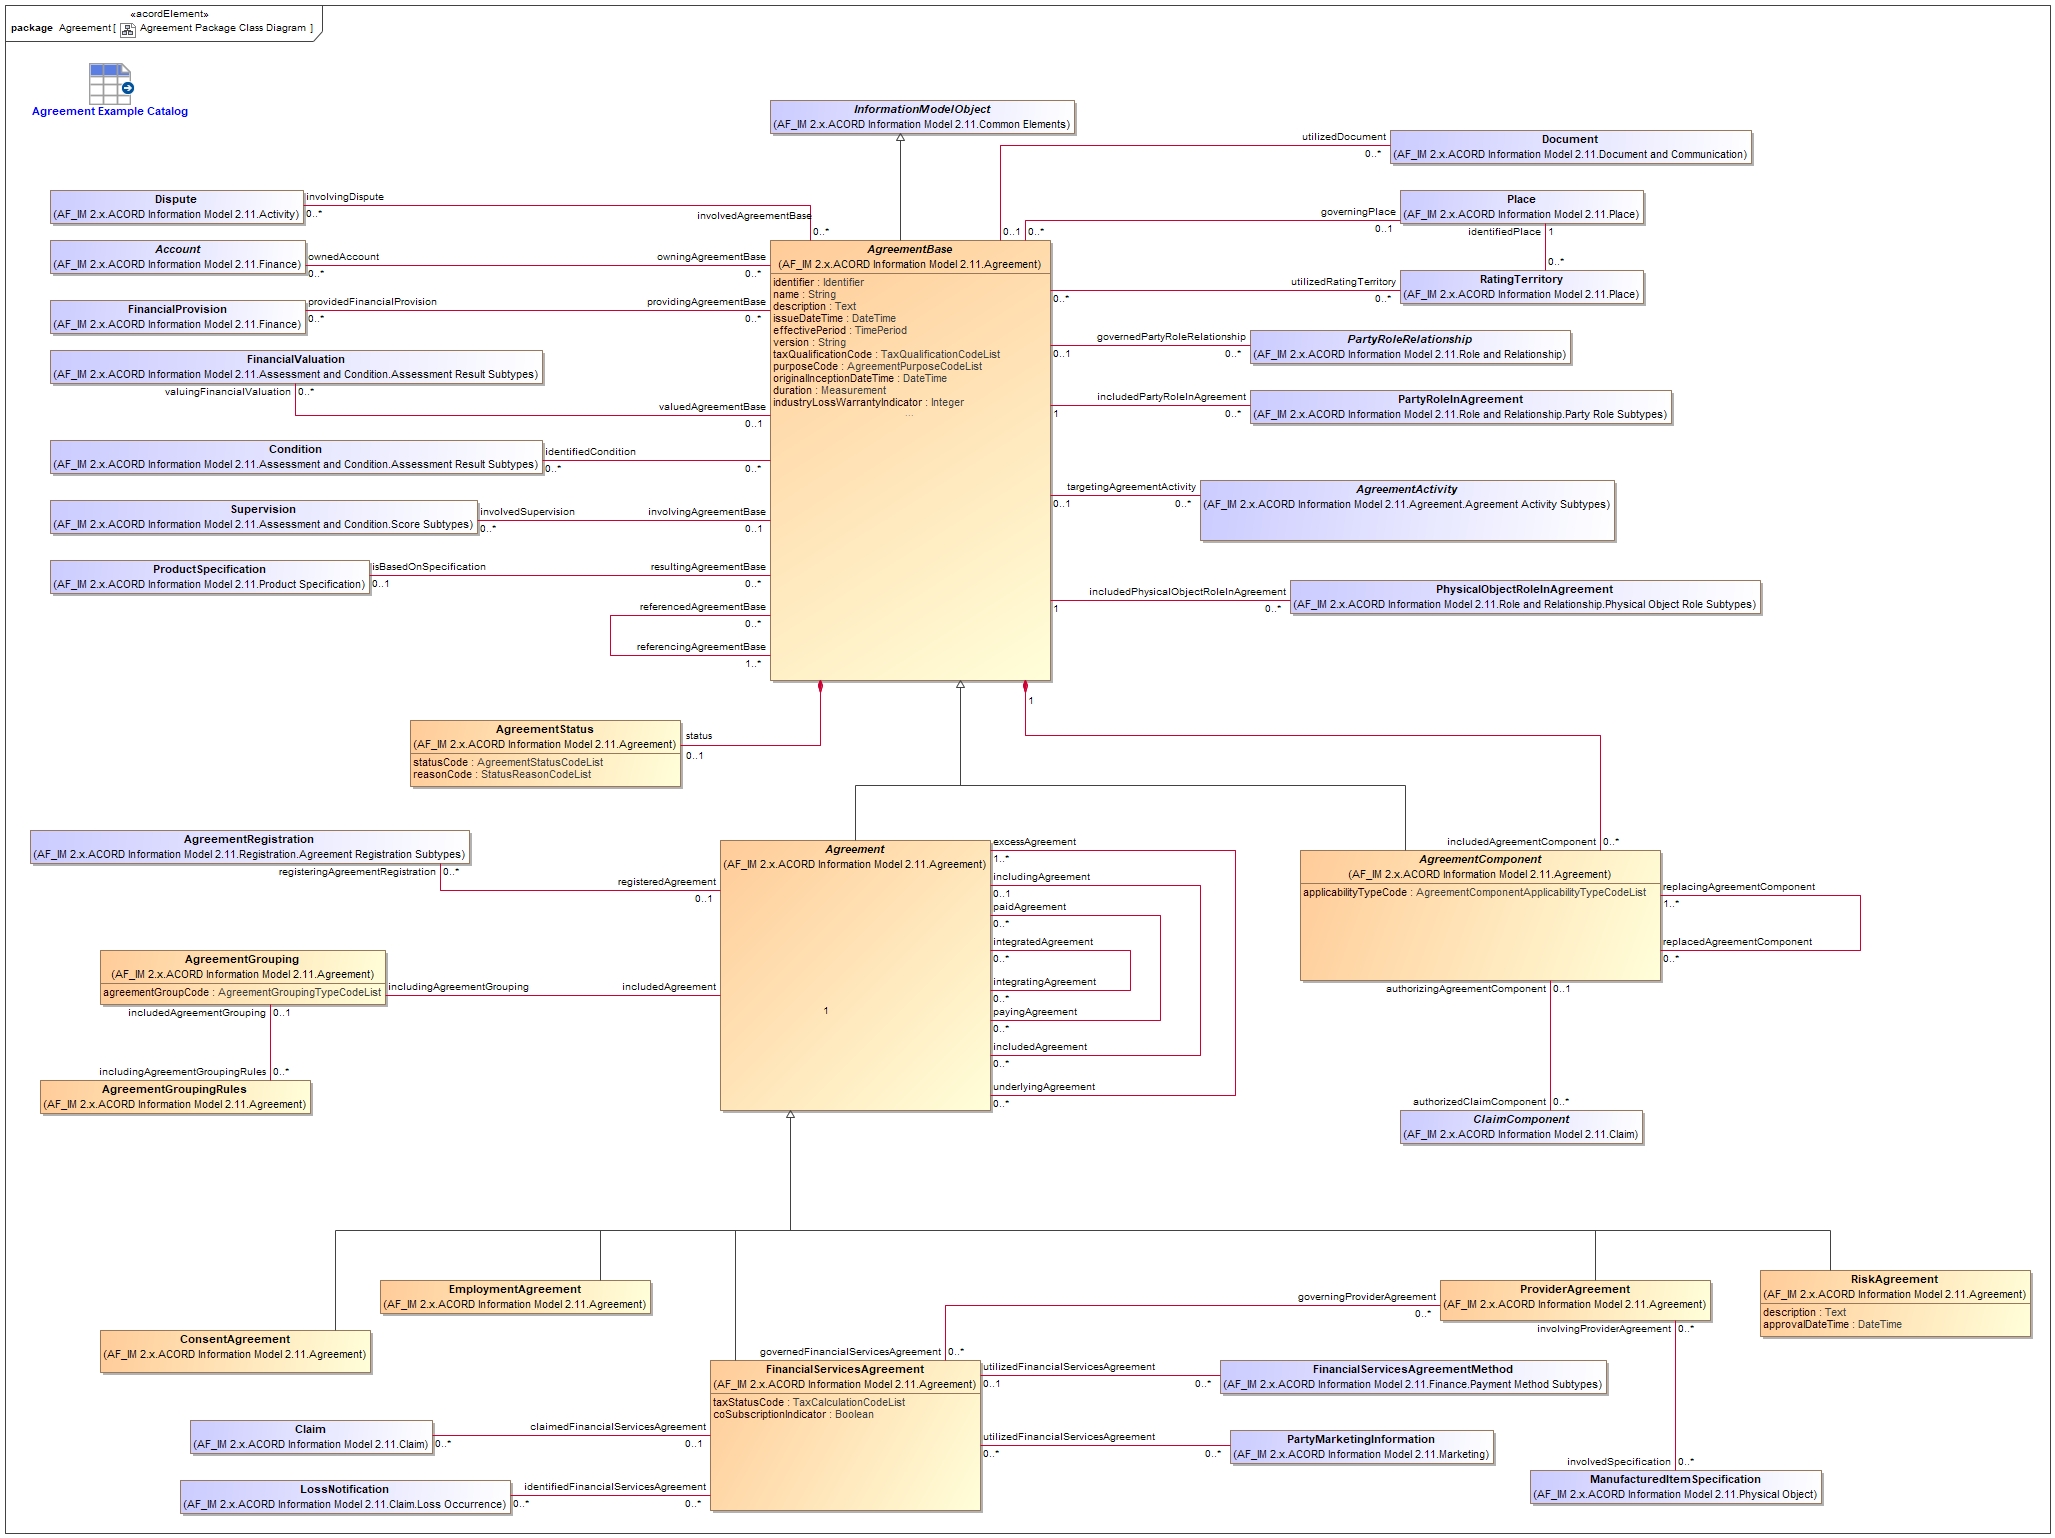 «acordElement»
package Agreement [ Agreement Package Class Diagram ]
Agreement Example Catalog
InformationModelObject
(AF_IM 2.x.ACORD Information Model 2.11.Common Elements)
utilizedDocument
0..*
Document
(AF_IM 2.x.ACORD Information Model 2.11.Document and Communication)
Dispute
(AF_IM 2.x.ACORD Information Model 2.11.Activity)
involvingDispute
0..*
involvedAgreementBase
0..*
0..1
0..*
governingPlace
0..1
Place
(AF_IM 2.x.ACORD Information Model 2.11.Place)
identifiedPlace
1
0..*
Account
(AF_IM 2.x.ACORD Information Model 2.11.Finance)
ownedAccount
0..*
owningAgreementBase
0..*
AgreementBase
(AF_IM 2.x.ACORD Information Model 2.11.Agreement)
identifier : Identifier
name : String
description : Text
issueDateTime : DateTime
effectivePeriod : TimePeriod
version : String
taxQualificationCode : TaxQualificationCodeList
purposeCode : AgreementPurposeCodeList
originalInceptionDateTime : DateTime
duration : Measurement
industryLossWarrantyIndicator : Integer
...
0..*
utilizedRatingTerritory
0..*
RatingTerritory
(AF_IM 2.x.ACORD Information Model 2.11.Place)
FinancialProvision
(AF_IM 2.x.ACORD Information Model 2.11.Finance)
providedFinancialProvision
0..*
providingAgreementBase
0..*
0..1
governedPartyRoleRelationship
0..*
PartyRoleRelationship
(AF_IM 2.x.ACORD Information Model 2.11.Role and Relationship)
FinancialValuation
(AF_IM 2.x.ACORD Information Model 2.11.Assessment and Condition.Assessment Result Subtypes)
valuingFinancialValuation
0..*
valuedAgreementBase
0..1
1
includedPartyRoleInAgreement
0..*
PartyRoleInAgreement
(AF_IM 2.x.ACORD Information Model 2.11.Role and Relationship.Party Role Subtypes)
Condition
(AF_IM 2.x.ACORD Information Model 2.11.Assessment and Condition.Assessment Result Subtypes)
identifiedCondition
0..*
0..*
targetingAgreementActivity
0..1
0..*
AgreementActivity
(AF_IM 2.x.ACORD Information Model 2.11.Agreement.Agreement Activity Subtypes)
Supervision
(AF_IM 2.x.ACORD Information Model 2.11.Assessment and Condition.Score Subtypes)
involvedSupervision
0..*
involvingAgreementBase
0..1
ProductSpecification
(AF_IM 2.x.ACORD Information Model 2.11.Product Specification)
isBasedOnSpecification
0..1
resultingAgreementBase
0..*
includedPhysicalObjectRoleInAgreement
1
0..*
PhysicalObjectRoleInAgreement
(AF_IM 2.x.ACORD Information Model 2.11.Role and Relationship.Physical Object Role Subtypes)
referencedAgreementBase
0..*
referencingAgreementBase
1..*
1
AgreementStatus
(AF_IM 2.x.ACORD Information Model 2.11.Agreement)
statusCode : AgreementStatusCodeList
reasonCode : StatusReasonCodeList
status
0..1
AgreementRegistration
(AF_IM 2.x.ACORD Information Model 2.11.Registration.Agreement Registration Subtypes)
registeringAgreementRegistration
0..*
registeredAgreement
0..1
Agreement
(AF_IM 2.x.ACORD Information Model 2.11.Agreement)
1
excessAgreement
1..*
includingAgreement
0..1
paidAgreement
0..*
integratedAgreement
0..*
integratingAgreement
0..*
payingAgreement
0..*
includedAgreement
0..*
underlyingAgreement
0..*
includedAgreementComponent
0..*
AgreementComponent
(AF_IM 2.x.ACORD Information Model 2.11.Agreement)
applicabilityTypeCode : AgreementComponentApplicabilityTypeCodeList
replacingAgreementComponent
1..*
replacedAgreementComponent
0..*
authorizingAgreementComponent
0..1
authorizedClaimComponent
0..*
ClaimComponent
(AF_IM 2.x.ACORD Information Model 2.11.Claim)
AgreementGrouping
(AF_IM 2.x.ACORD Information Model 2.11.Agreement)
agreementGroupCode : AgreementGroupingTypeCodeList
includingAgreementGrouping
includedAgreement
includedAgreementGrouping
0..1
includingAgreementGroupingRules
0..*
AgreementGroupingRules
(AF_IM 2.x.ACORD Information Model 2.11.Agreement)
EmploymentAgreement
(AF_IM 2.x.ACORD Information Model 2.11.Agreement)
ConsentAgreement
(AF_IM 2.x.ACORD Information Model 2.11.Agreement)
governingProviderAgreement
0..*
ProviderAgreement
(AF_IM 2.x.ACORD Information Model 2.11.Agreement)
RiskAgreement
(AF_IM 2.x.ACORD Information Model 2.11.Agreement)
description : Text
approvalDateTime : DateTime
involvingProviderAgreement
0..*
governedFinancialServicesAgreement
0..*
FinancialServicesAgreement
(AF_IM 2.x.ACORD Information Model 2.11.Agreement)
taxStatusCode : TaxCalculationCodeList
coSubscriptionIndicator : Boolean
utilizedFinancialServicesAgreement
0..1
0..*
FinancialServicesAgreementMethod
(AF_IM 2.x.ACORD Information Model 2.11.Finance.Payment Method Subtypes)
Claim
(AF_IM 2.x.ACORD Information Model 2.11.Claim)
0..*
claimedFinancialServicesAgreement
0..1
utilizedFinancialServicesAgreement
0..*
0..*
PartyMarketingInformation
(AF_IM 2.x.ACORD Information Model 2.11.Marketing)
LossNotification
(AF_IM 2.x.ACORD Information Model 2.11.Claim.Loss Occurrence)
0..*
identifiedFinancialServicesAgreement
0..*
involvedSpecification
0..*
ManufacturedItemSpecification
(AF_IM 2.x.ACORD Information Model 2.11.Physical Object)